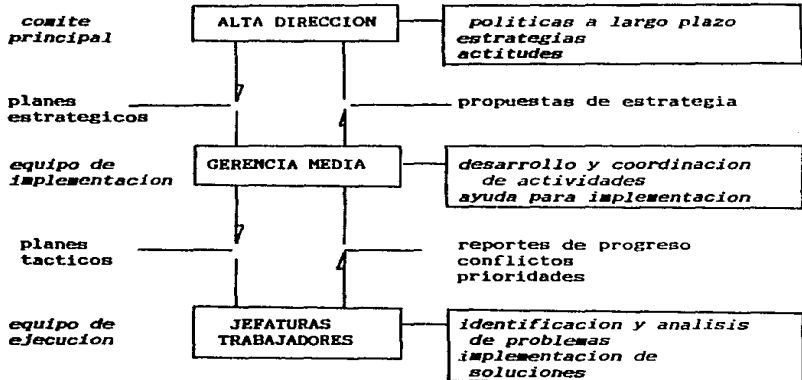 comite
principal
ALTA DIRECCION
politicas a largo plazo
estrategias
actitudes
planes
estrategicos
propuestas de estrategia
equipo de
implementacion
GERENCIA MEDIA
desarrollo y coordinacion
de actividades
ayuda para implementacion
planes
tacticos
reportes de progreso
conflictos
prioridades
equipo de
ejecucion
JEFATURAS
TRABAJADORES
identificacion y analisis
de problemas
implementacion de
soluciones